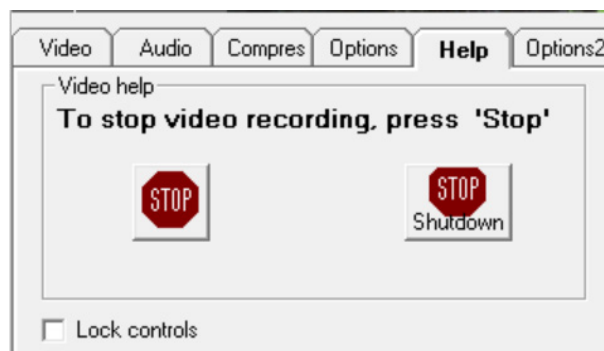 Video Audio Compres Options Help Options2
Video help
To stop video recording, press 'Stop'
STOP STOP
Shutdown
Lock controls